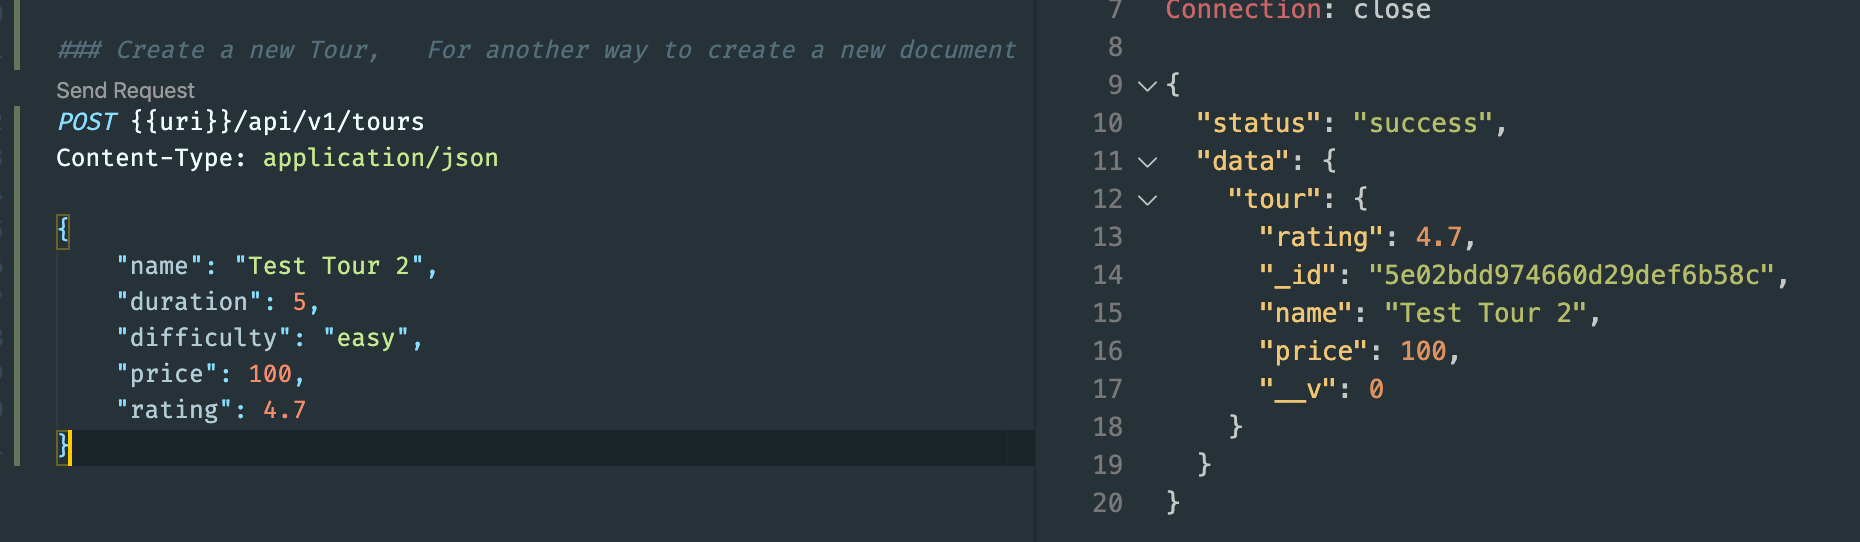 ### Create a new Tour,   For another way to create a new document
Send Request
POST {{uri}}/api/v1/tours
Content-Type: application/json
{
"name": "Test Tour 2",
"duration": 5,
"difficulty": "easy",
"price": 100,
"rating": 4.7
}
7 Connection: close
8
9 {
10 "status": "success",
11 "data": {
12 "tour": {
13 "rating": 4.7,
14 "_id": "5e02bdd974660d29def6b58c",
15 "name": "Test Tour 2",
16 "price": 100,
17 "__v": 0
18 }
19 }
20 }